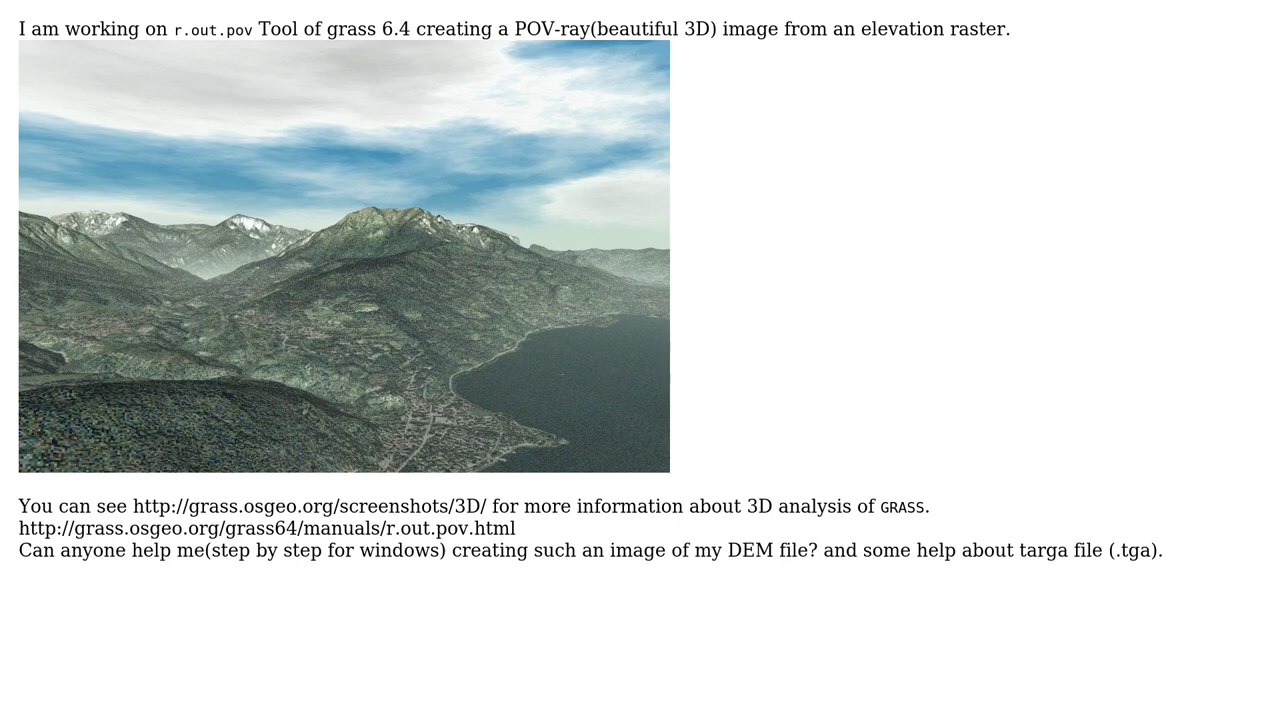 I am working on r.out.pov Tool of grass 6.4 creating a POV-ray(beautiful 3D) image from an elevation raster.
You can see http://grass.osgeo.org/screenshots/3D/ for more information about 3D analysis of GRASS.
http://grass.osgeo.org/grass64/manuals/r.out.pov.html
Can anyone help me(step by step for windows) creating such an image of my DEM file? and some help about targa file (.tga).